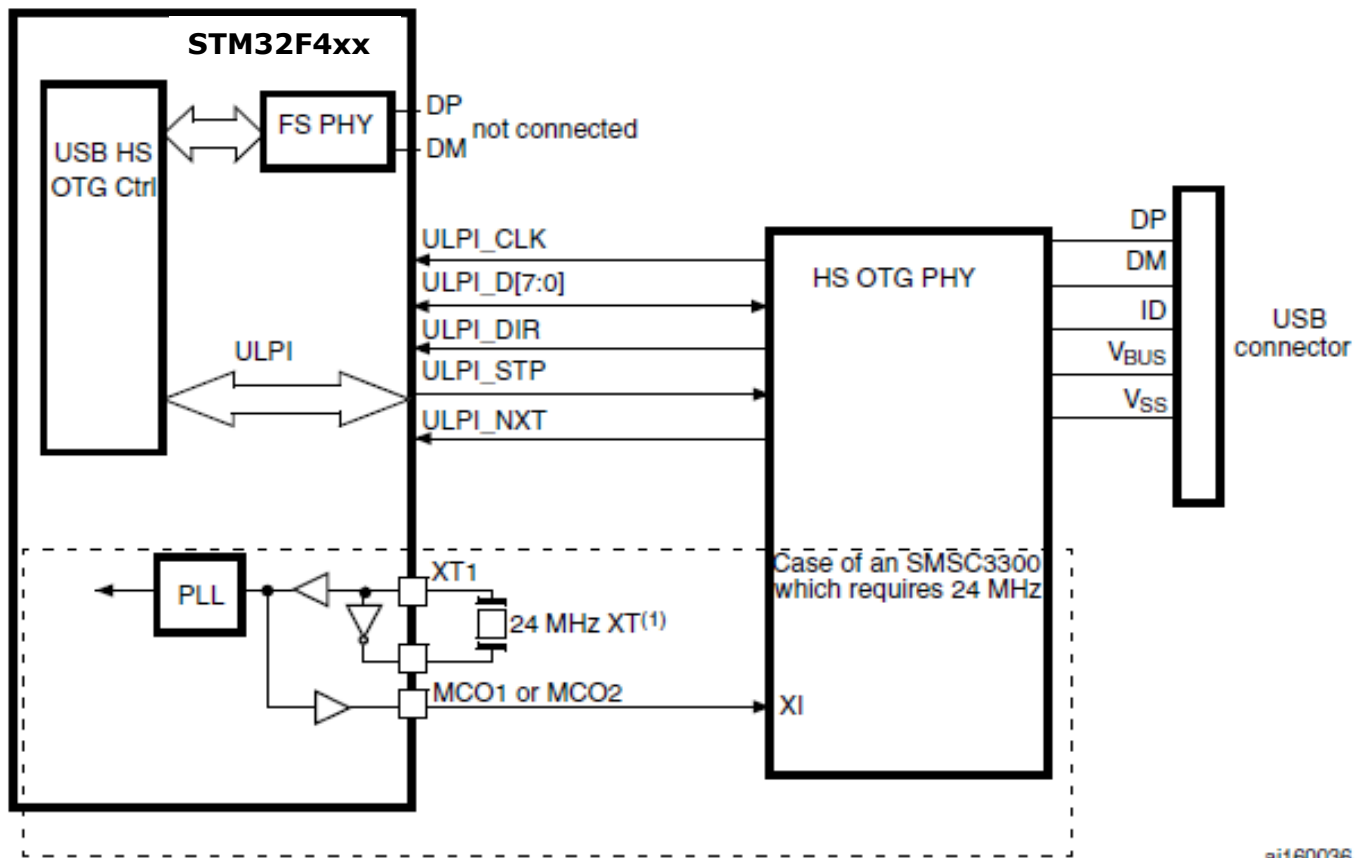 STM32F4xx
USB HS
OTG Ctrl
FS PHY
DP
DM
not connected
ULPI
ULPI_CLK
ULPI_D[7:0]
ULPI_DIR
ULPI_STP
ULPI_NXT
HS OTG PHY
DP
DM
ID
VBUS
VSS
USB
connector
PLL
XT1
24 MHz XT(1)
MCO1 or MCO2
Case of an SMSC3300
which requires 24 MHz
XI